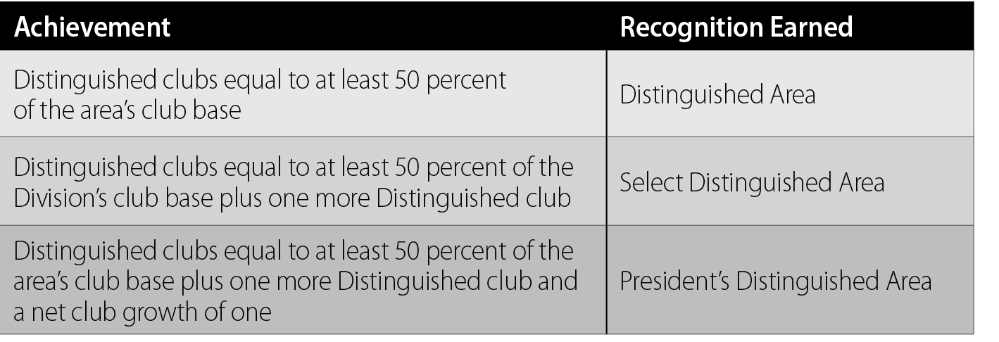 Achievement
Recognition Earned
Distinguished clubs equal to at least 50 percent
of the area’s club base
Distinguished Area
Distinguished clubs equal to at least 50 percent of the
Division’s club base plus one more Distinguished club
Select Distinguished Area
Distinguished clubs equal to at least 50 percent of the
area’s club base plus one more Distinguished club and
a net club growth of one
President’s Distinguished Area